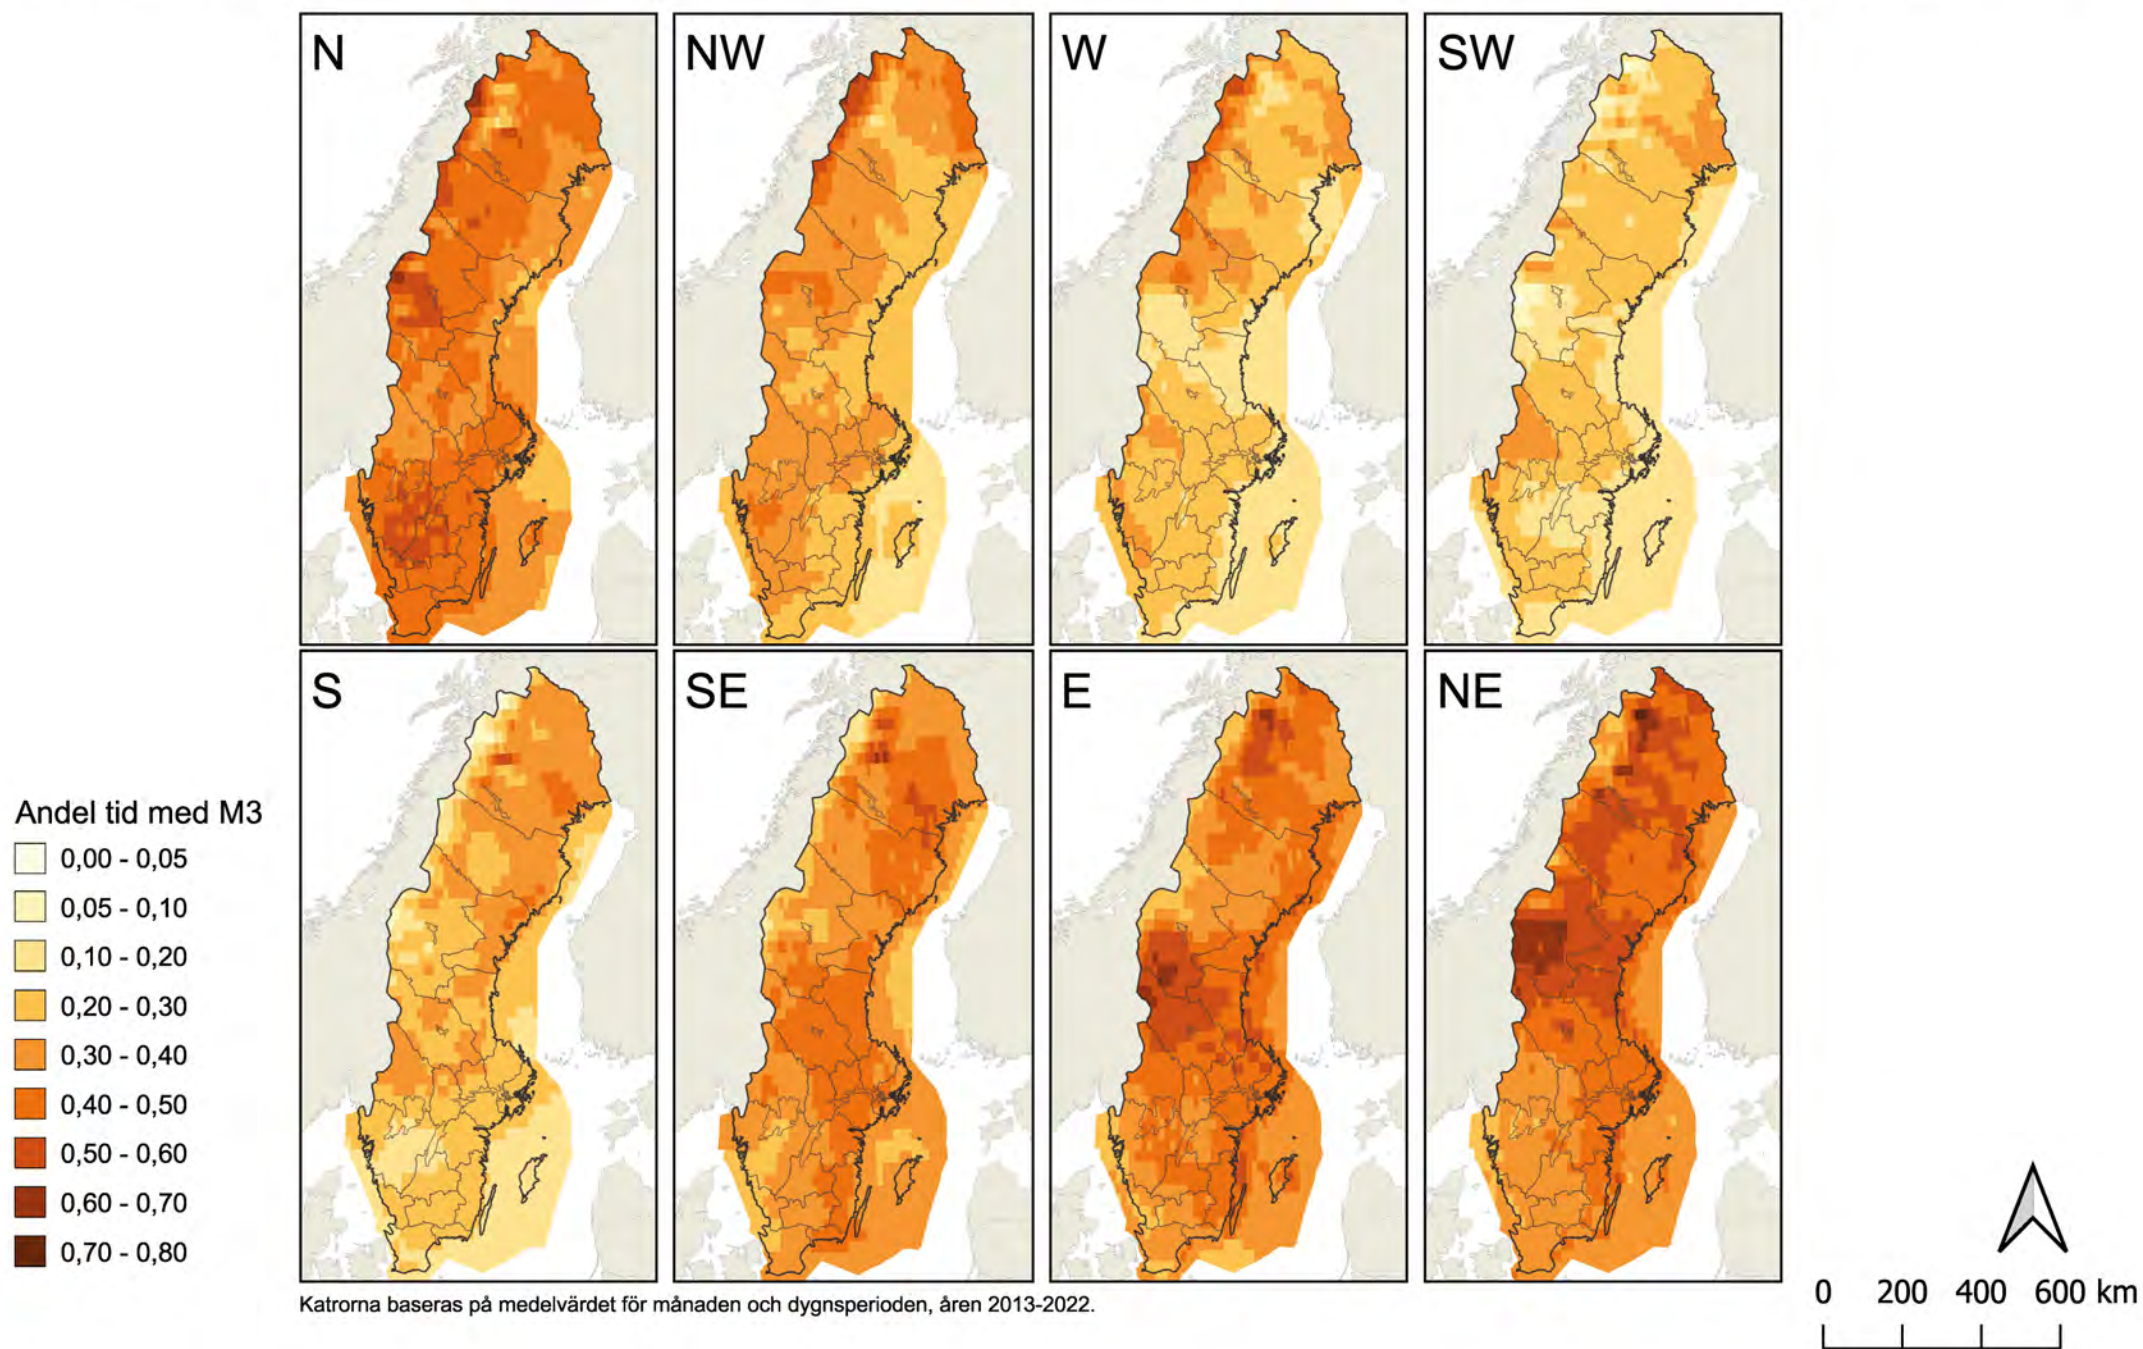 N
NW
W
SW
S
SE
E
NE
Andel tid med M3
0,00 - 0,05
0,05 - 0,10
0,10 - 0,20
0,20 - 0,30
0,30 - 0,40
0,40 - 0,50
0,50 - 0,60
0,60 - 0,70
0,70 - 0,80
Katrorna baseras på medelvärdet för månaden och dygnsperioden, åren 2013-2022.
0 200 400 600 km